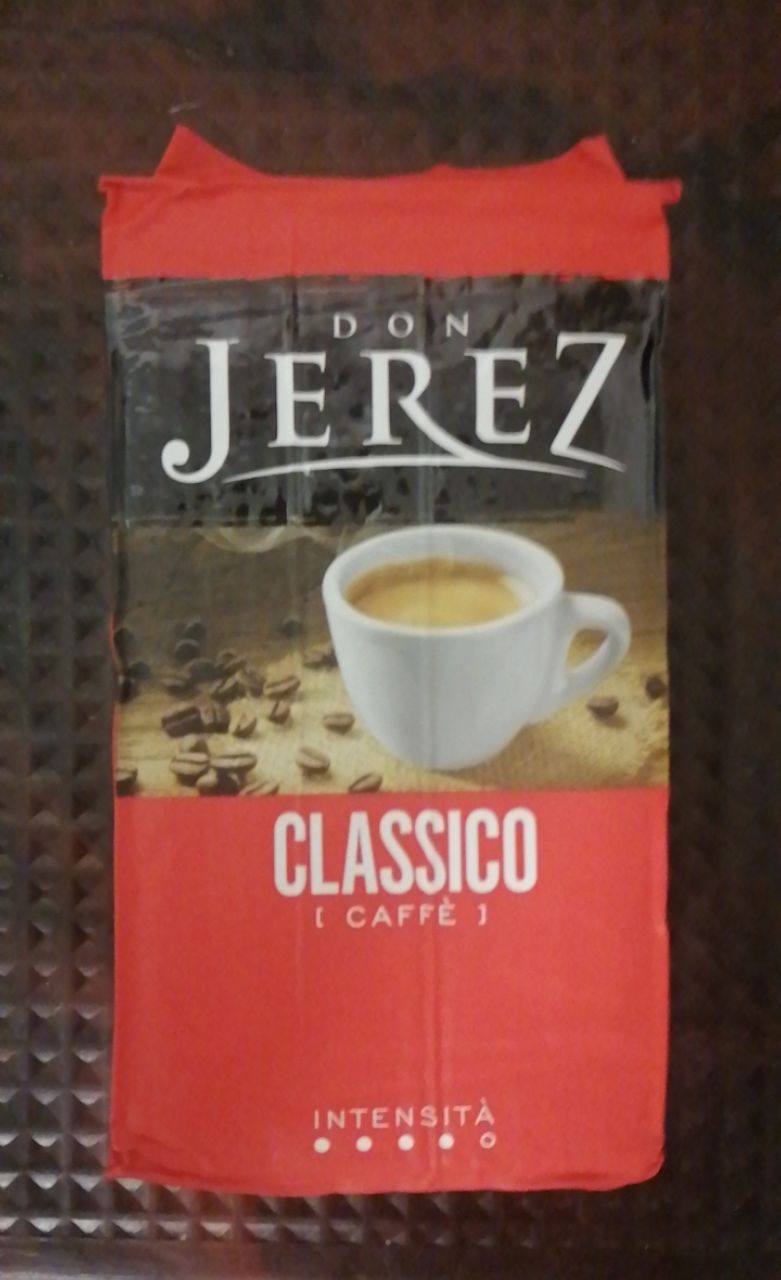 DON
JEREZ
CLASSICO
[ CAFFÈ ]
INTENSITÀ